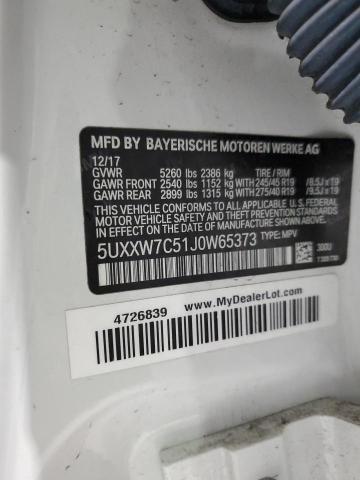 MFD BY BAYERISCHE MOTOREN WERKE AG
12/17
GVWR 5260 lbs 2386 kg TIRE / RIM
GAWR FRONT 2540 lbs 1152 kg 245/45 R19 / 8.5J x 19
GAWR REAR 2899 lbs 1315 kg 275/40 R19 / 9.5J x 19
THIS VEHICLE CONFORMS TO ALL APPLICABLE U.S. FEDERAL
MOTOR VEHICLE SAFETY, BUMPER, AND THEFT PREVENTION
STANDARDS IN EFFECT ON THE DATE OF MANUFACTURE SHOWN ABOVE.
5UXXW7C51J0W65373 TYPE: MPV
300U
4726839
www.MyDealerLot.com